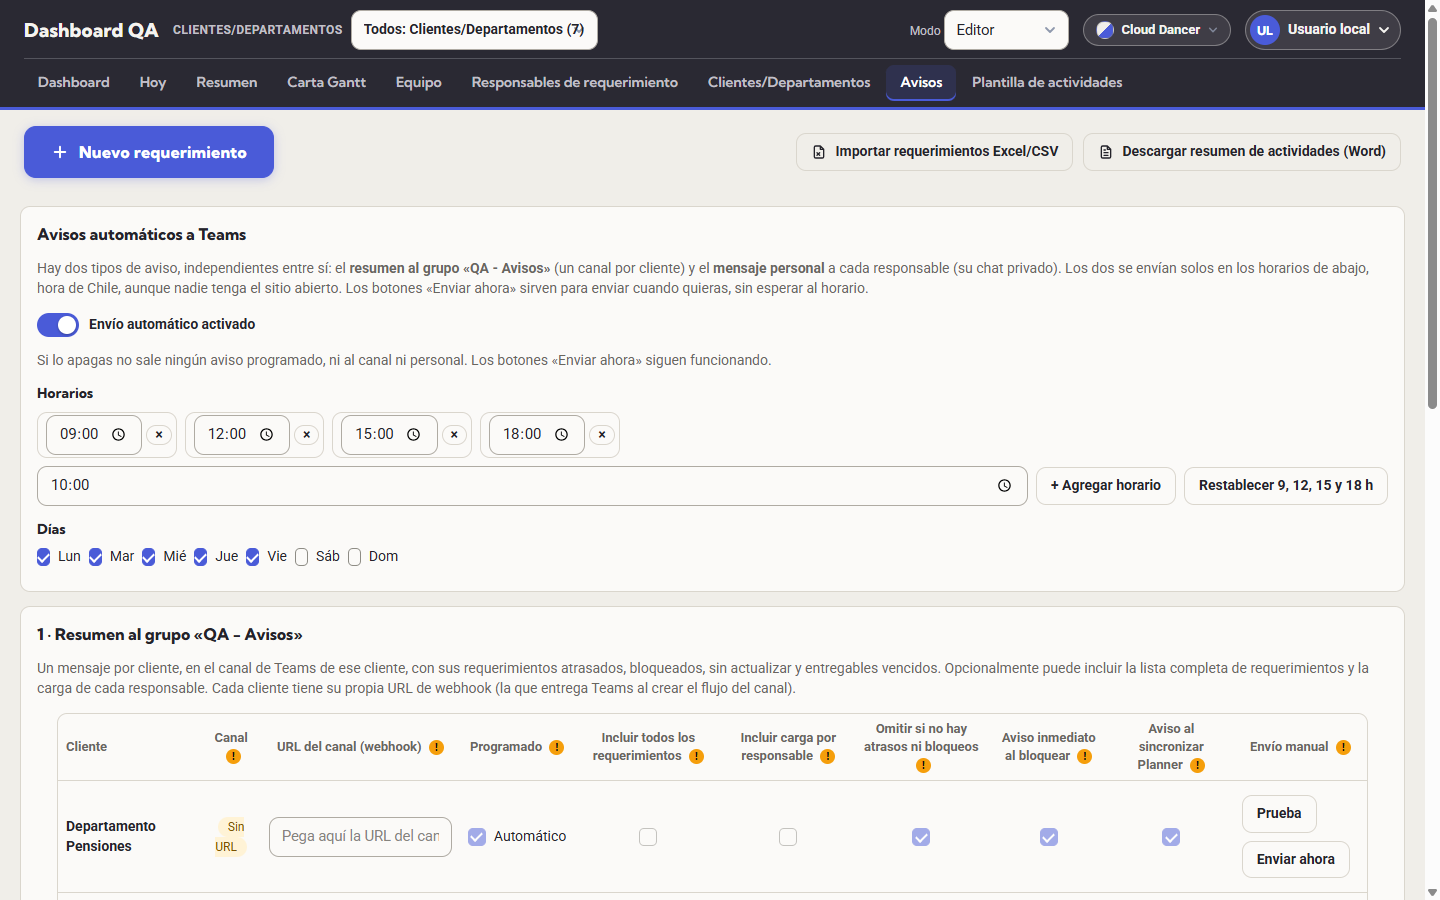 Dashboard QA CLIENTES/DEPARTAMENTOS Todos: Clientes/Departamentos (7) Modo Editor Cloud Dancer UL Usuario local
Dashboard Hoy Resumen Carta Gantt Equipo Responsables de requerimiento Clientes/Departamentos Avisos Plantilla de actividades
+ Nuevo requerimiento Importar requerimientos Excel/CSV Descargar resumen de actividades (Word)
Avisos automáticos a Teams
Hay dos tipos de aviso, independientes entre sí: el resumen al grupo «QA - Avisos» (un canal por cliente) y el mensaje personal a cada responsable (su chat privado). Los dos se envían solos en los horarios de abajo,
hora de Chile, aunque nadie tenga el sitio abierto. Los botones «Enviar ahora» sirven para enviar cuando quieras, sin esperar al horario.
Envío automático activado
Si lo apagas no sale ningún aviso programado, ni al canal ni personal. Los botones «Enviar ahora» siguen funcionando.
Horarios
09:00 × 12:00 × 15:00 × 18:00 ×
10:00 + Agregar horario Restablecer 9, 12, 15 y 18 h
Días
Lun Mar Mié Jue Vie Sáb Dom
1 · Resumen al grupo «QA - Avisos»
Un mensaje por cliente, en el canal de Teams de ese cliente, con sus requerimientos atrasados, bloqueados, sin actualizar y entregables vencidos. Opcionalmente puede incluir la lista completa de requerimientos y la
carga de cada responsable. Cada cliente tiene su propia URL de webhook (la que entrega Teams al crear el flujo del canal).
Cliente
Canal
!
URL del canal (webhook) !
Programado !
Incluir todos los
requerimientos !
Incluir carga por
responsable !
Omitir si no hay
atrasos ni bloqueos
!
Aviso inmediato
al bloquear !
Aviso al
sincronizar
Planner !
Envío manual !
Departamento
Pensiones
Sin
URL
Pega aquí la URL del can
Automático
Prueba
Enviar ahora